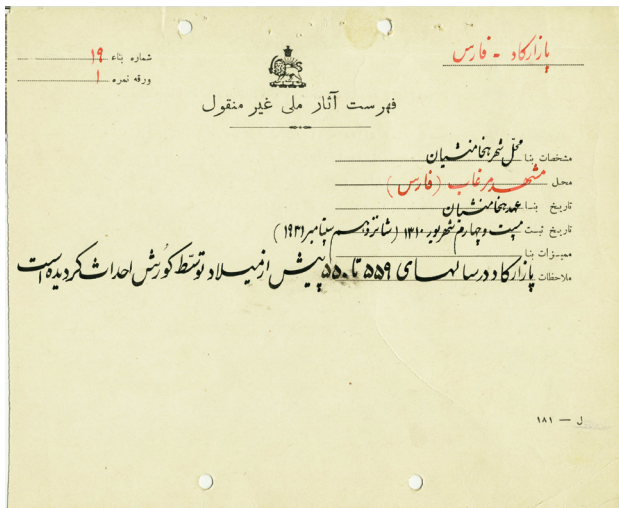 پازارگاد - فارس
شماره بناء ۱۹
ورقه نمره ۱
فهرست آثار ملی غیر منقول
مشخصات بنا محل شهر هخامنشیان
محل مشهد مرغاب (فارس)
تاریخ بنا عهد هخامنشیان
تاریخ ثبت بیست و چهارم شهریور ۱۳۱۰ (شانزدهم سپتامبر ۱۹۳۱)
ممیزات بنا
ملاحظات پازارگاد در سالهای ۵۵۹ تا ۵۵۰ پیش از میلاد توسط کورش احداث گردیده است
ل — ۱۸۱